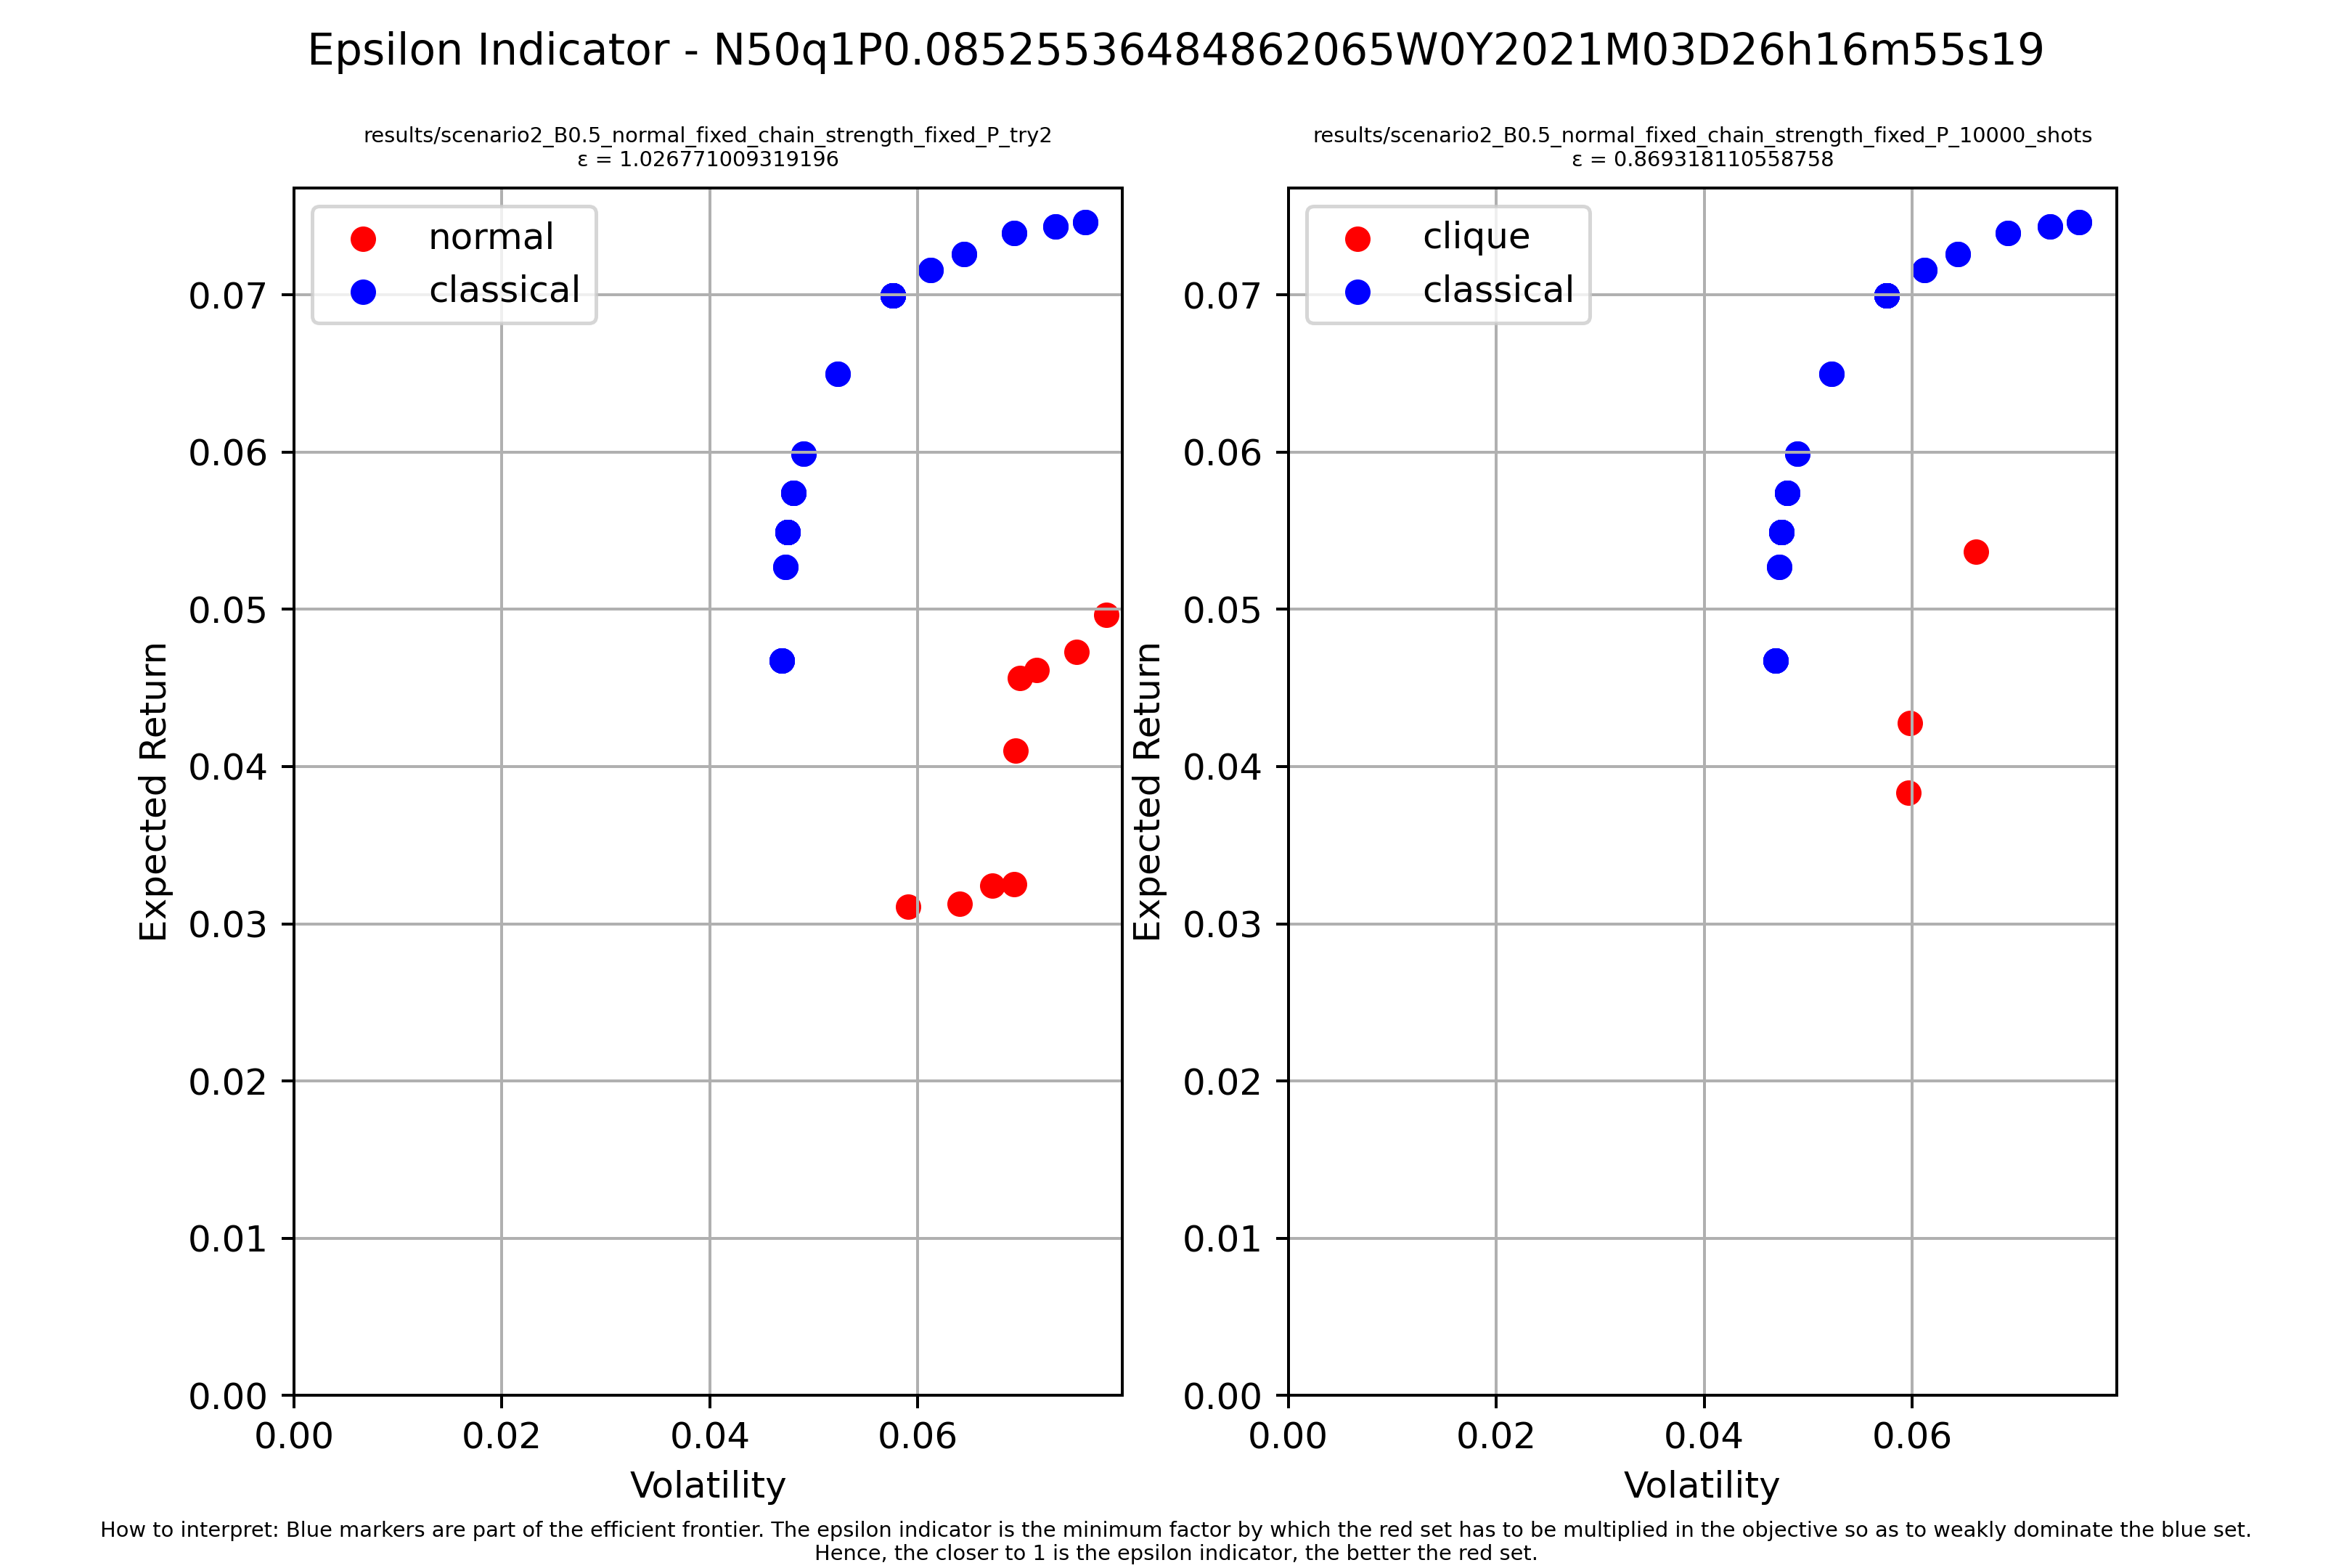 Epsilon Indicator - N50q1P0.08525536484862065W0Y2021M03D26h16m55s19
results/scenario2_B0.5_normal_fixed_chain_strength_fixed_P_try2
ε = 1.026771009319196
normal
classical
0.07
0.06
0.05
0.04
0.03
0.02
0.01
0.00
Expected Return
0.00 0.02 0.04 0.06
Volatility
results/scenario2_B0.5_normal_fixed_chain_strength_fixed_P_10000_shots
ε = 0.869318110558758
clique
classical
0.07
0.06
0.05
0.04
0.03
0.02
0.01
0.00
Expected Return
0.00 0.02 0.04 0.06
Volatility
How to interpret: Blue markers are part of the efficient frontier. The epsilon indicator is the minimum factor by which the red set has to be multiplied in the objective so as to weakly dominate the blue set.
Hence, the closer to 1 is the epsilon indicator, the better the red set.